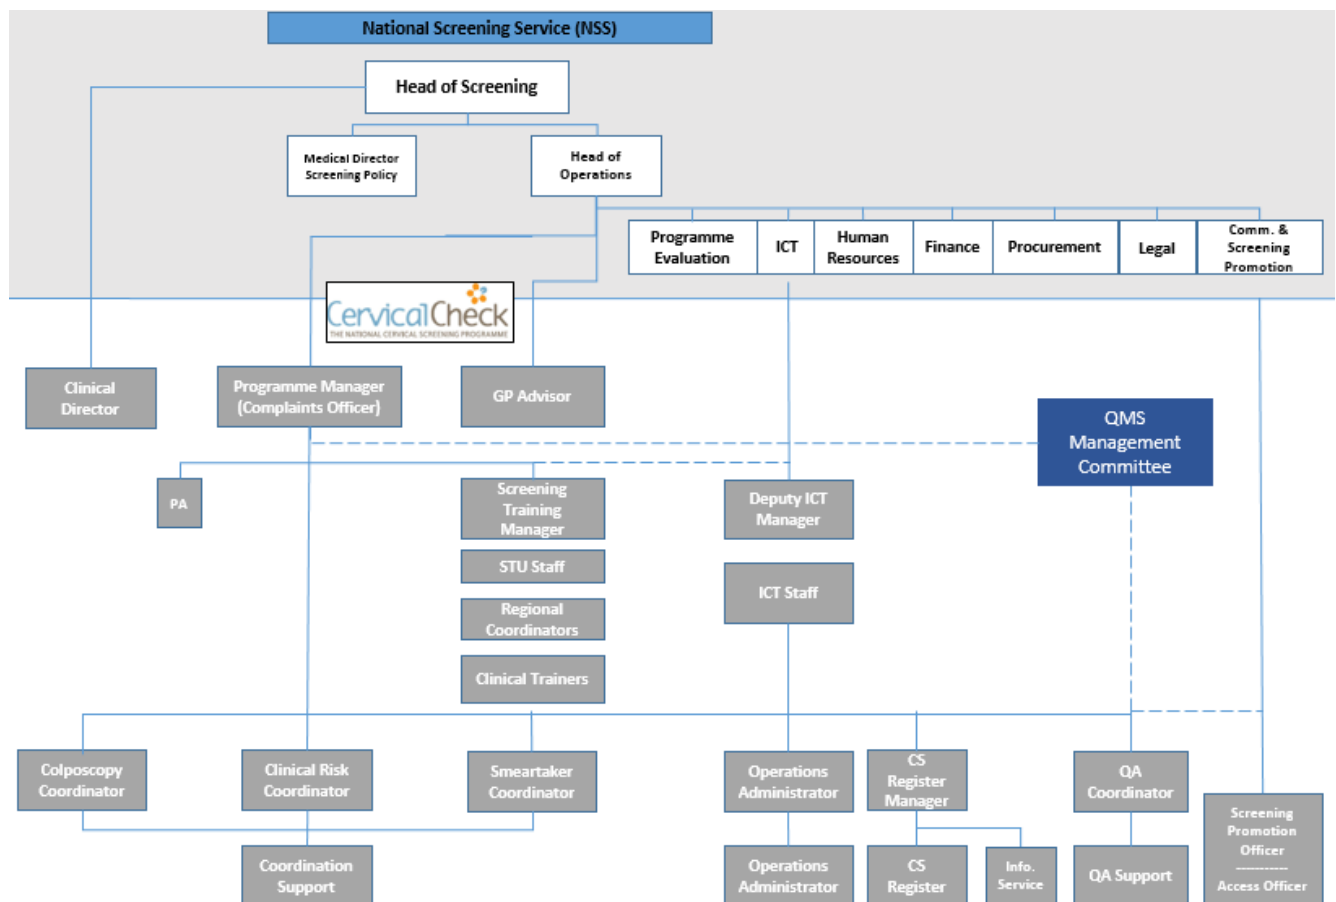 National Screening Service (NSS)
Head of Screening
Medical Director
Screening Policy
Head of
Operations
Programme
Evaluation
ICT
Human
Resources
Finance
Procurement
Legal
Comm. &
Screening
Promotion
CervicalCheck
THE NATIONAL CERVICAL SCREENING PROGRAMME
Clinical
Director
Programme Manager
(Complaints Officer)
GP Advisor
QMS
Management
Committee
PA
Screening
Training
Manager
Deputy ICT
Manager
STU Staff
ICT Staff
Regional
Coordinators
Clinical Trainers
Colposcopy
Coordinator
Clinical Risk
Coordinator
Smeartaker
Coordinator
Operations
Administrator
CS
Register
Manager
QA
Coordinator
Screening
Promotion
Officer
-----------
Access Officer
Coordination
Support
Operations
Administrator
CS
Register
Info.
Service
QA Support